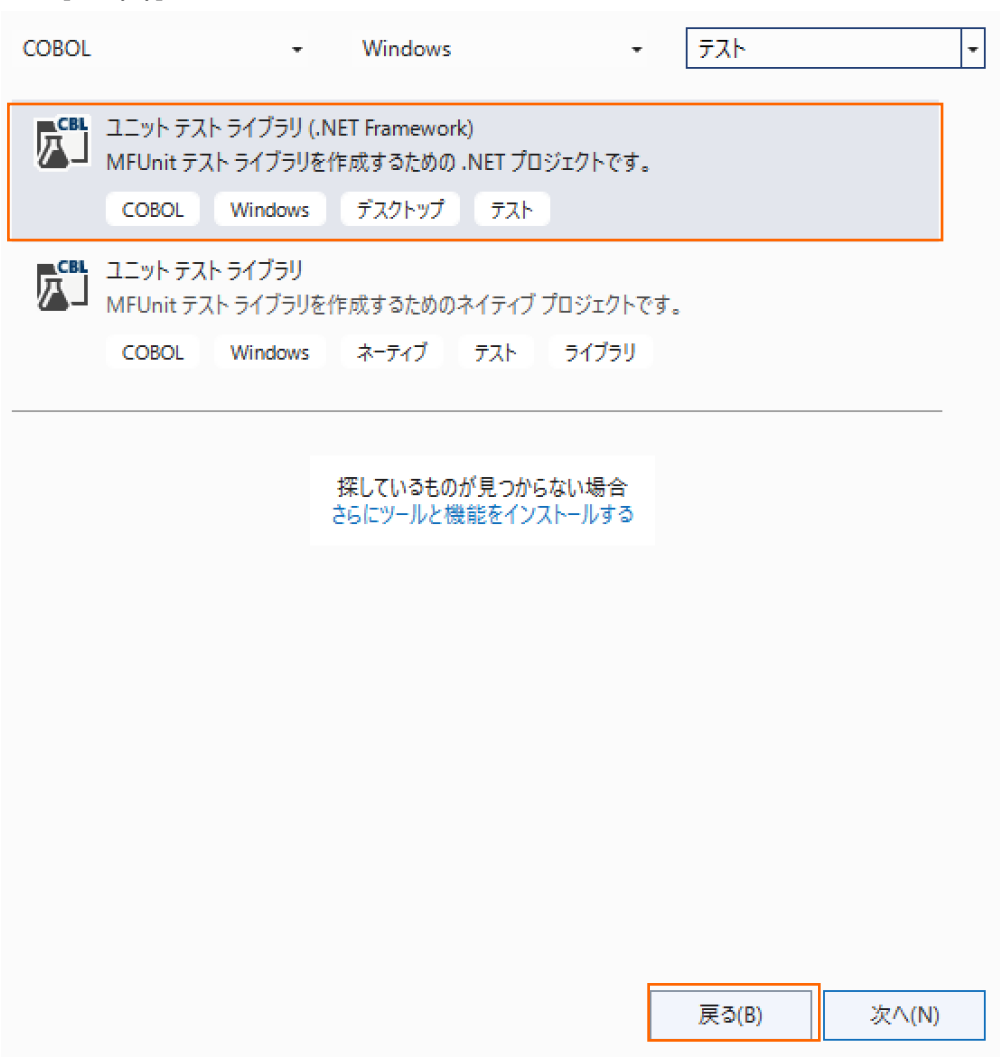 COBOL Windows テスト
CBL
ユニット テスト ライブラリ (.NET Framework)
MFUnit テスト ライブラリを作成するための .NET プロジェクトです。
COBOL Windows デスクトップ テスト
CBL
ユニット テスト ライブラリ
MFUnit テスト ライブラリを作成するためのネイティブ プロジェクトです。
COBOL Windows ネーティブ テスト ライブラリ
探しているものが見つからない場合
さらにツールと機能をインストールする
戻る(B) 次へ(N)